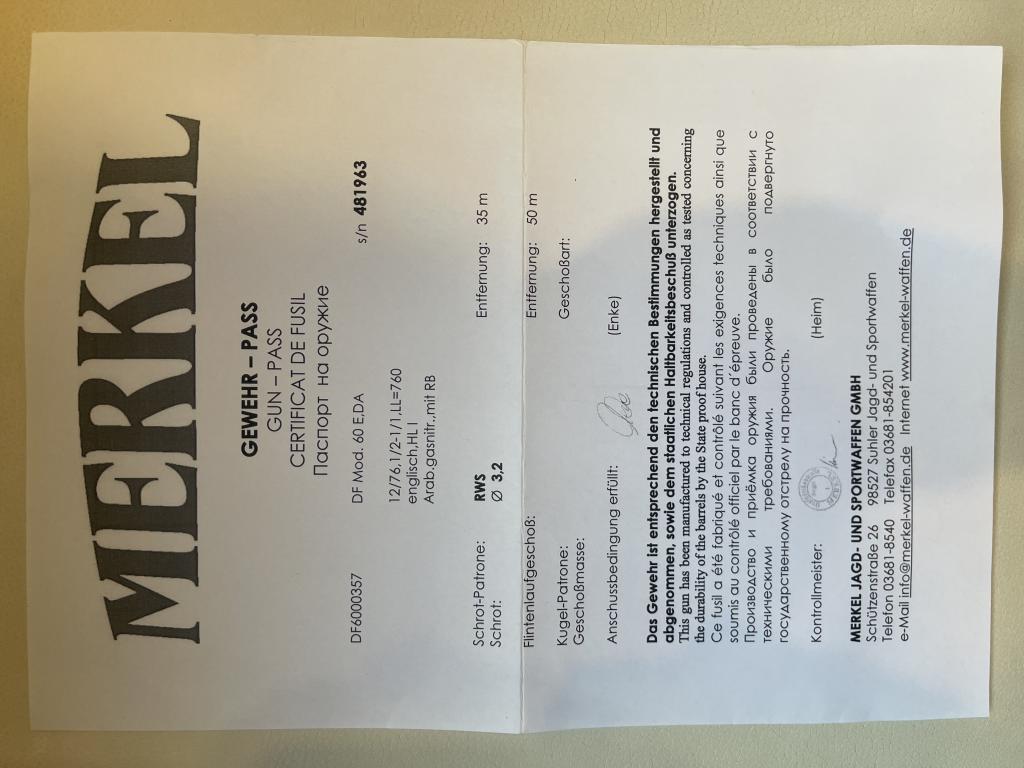 MERKEL
GEWEHR – PASS
GUN – PASS
CERTIFICAT DE FUSIL
Паспорт на оружие
DF6000357 DF Mod. 60 E,DA s/n 481963
12/76,1/2-1/1,LL=760
englisch,HL I
Arab.gasnitr.,mit RB
Schrot-Patrone: RWS Entfernung: 35 m
Schrot: Ø 3,2
Flintenlaufgeschoß: Entfernung: 50 m
Kugel-Patrone: Geschoßart:
Geschoßmasse:
Anschussbedingung erfüllt: (Enke)
Das Gewehr ist entsprechend den technischen Bestimmungen hergestellt und
abgenommen, sowie dem staatlichen Haltbarkeitsbeschuß unterzogen.
This gun has been manufactured to technical regulations and controlled as tested concerning
the durability of the barrels by the State proof house.
Ce fusil a été fabriqué et contrôlé suivant les exigences techniques ainsi que
soumis au contrôle officiel par le banc d´épreuve.
Производство и приёмка оружия были проведены в соответствии с
техническими требованиями. Оружие было подвергнуто
государственному отстрелу на прочность.
Kontrollmeister: (Heim)
MERKEL JAGD- UND SPORTWAFFEN GMBH
Schützenstraße 26 98527 Suhler Jagd- und Sportwaffen
Telefon 03681-8540 Telefax 03681-854201
e-Mail info@merkel-waffen.de Internet www.merkel-waffen.de